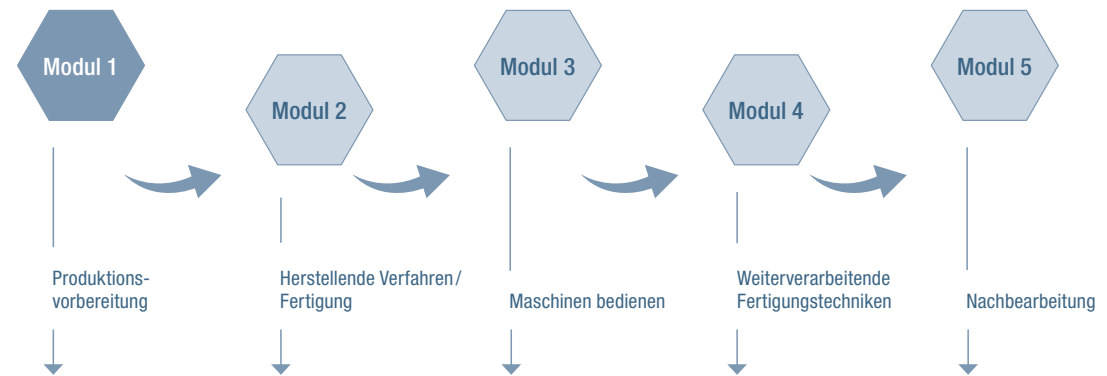 Modul 1
Modul 2
Modul 3
Modul 4
Modul 5
Produktions-
vorbereitung
Herstellende Verfahren/
Fertigung
Maschinen bedienen
Weiterverarbeitende
Fertigungstechniken
Nachbearbeitung